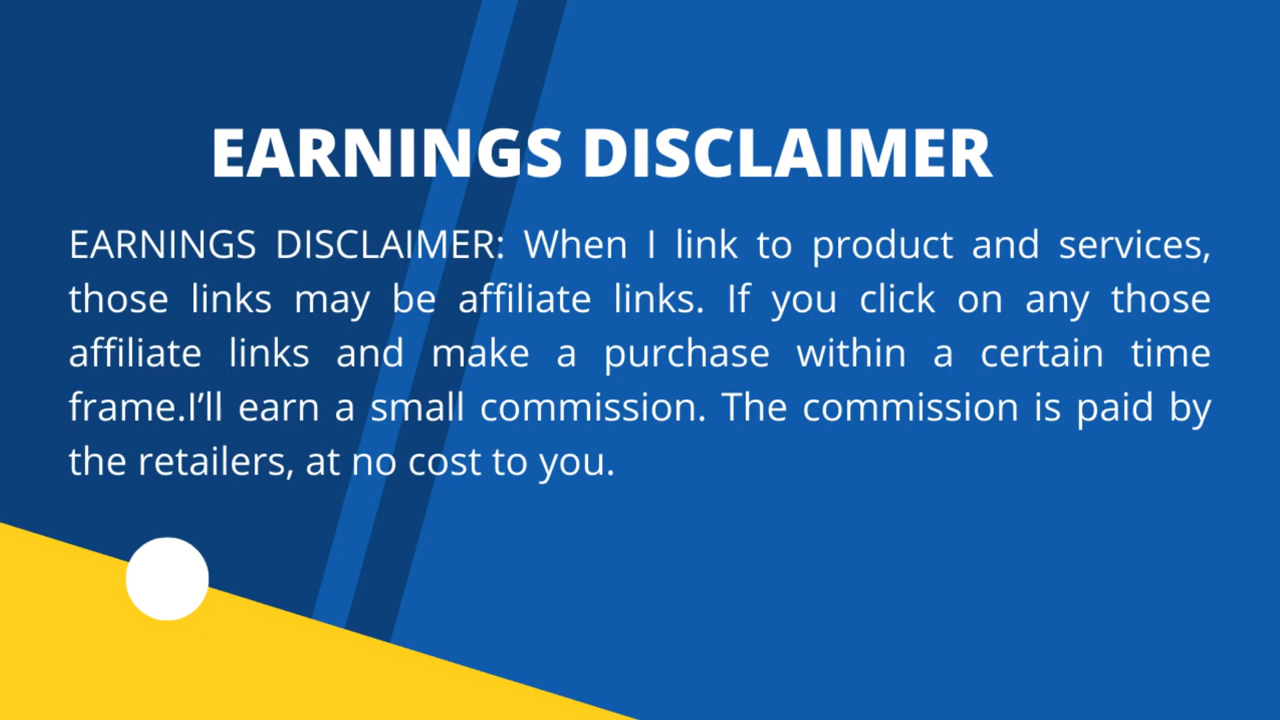 EARNINGS DISCLAIMER
EARNINGS DISCLAIMER: When I link to product and services,
those links may be affiliate links. If you click on any those
affiliate links and make a purchase within a certain time
frame.I’ll earn a small commission. The commission is paid by
the retailers, at no cost to you.